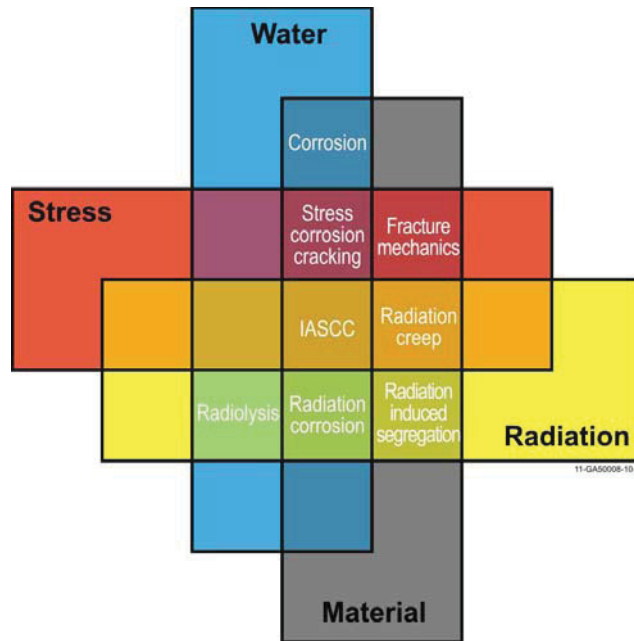 Water
Corrosion
Stress
Stress
corrosion
cracking
Fracture
mechanics
IASCC
Radiation
creep
Radiolysis
Radiation
corrosion
Radiation
induced
segregation
Radiation
11-GA50008-10
Material